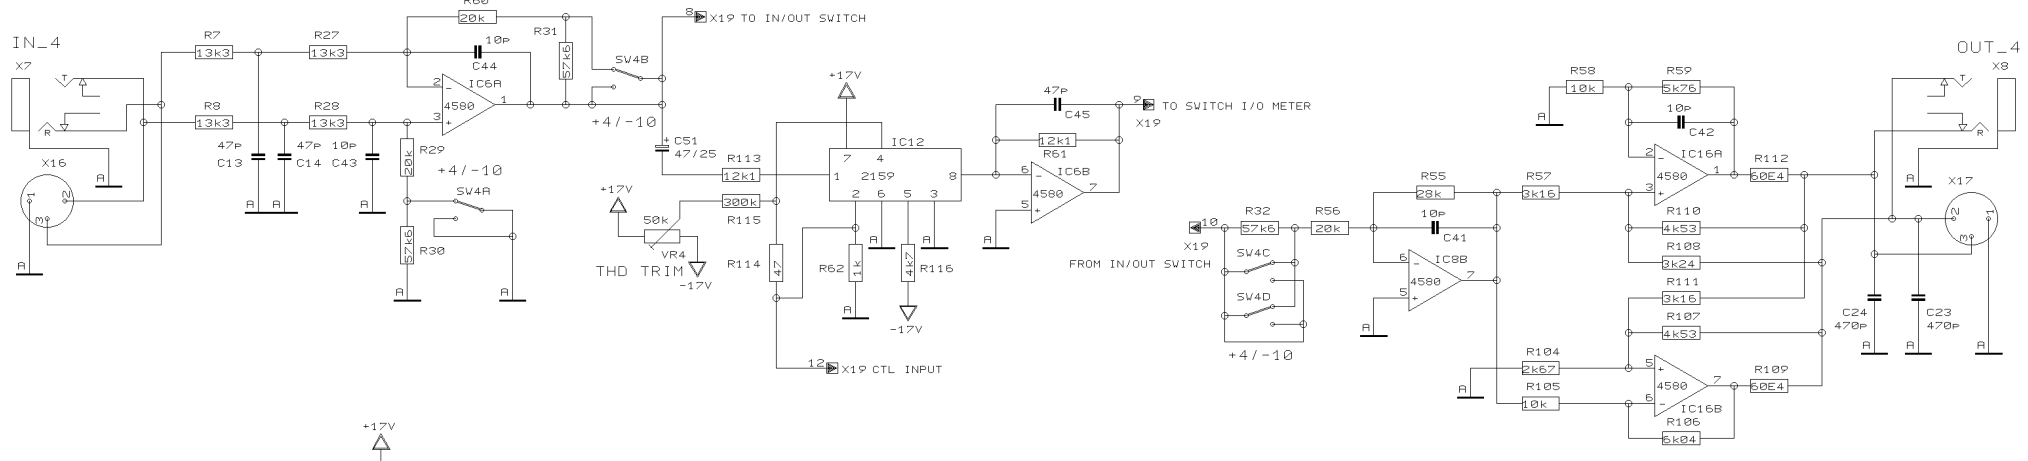 R60
20k
8
X19 TO IN/OUT SWITCH
IN_4
X7
T
R
R7
13k3
R27
13k3
10p
C44
R31
57k6
SW4B
2
3
IC6A
4580
1
+
−
R8
13k3
R28
13k3
47p
C13
47p
C14
10p
C43
R29
20k
+4/-10
SW4A
R30
57k6
A
A
A
A
A
A
A
X16
1
2
3
+4/-10
+
C51
47/25
+17V
R113
12k1
300k
R115
+17V
50k
VR4
THD TRIM
-17V
R114
47
IC12
2159
7
4
1
8
2
6
5
3
R62
1k
A
A
A
R116
4k7
-17V
12
X19 CTL INPUT
47p
C45
12k1
R61
IC6B
4580
6
5
7
−
+
A
9
X19
TO SWITCH I/O METER
10
X19
FROM IN/OUT SWITCH
R32
57k6
R56
20k
SW4C
SW4D
+4/-10
R55
28k
10p
C41
IC8B
4580
6
5
7
−
+
A
R57
3k16
R58
10k
A
R59
5k76
10p
C42
IC16A
4580
2
3
1
−
+
R112
60E4
R110
4k53
R108
3k24
R111
3k16
R107
4k53
R104
2k67
A
R105
10k
5
6
7
+
−
4580
IC16B
R109
60E4
R106
6k04
OUT_4
X8
T
R
A
X17
2
1
3
C24
470p
C23
470p
A
A
A
+17V